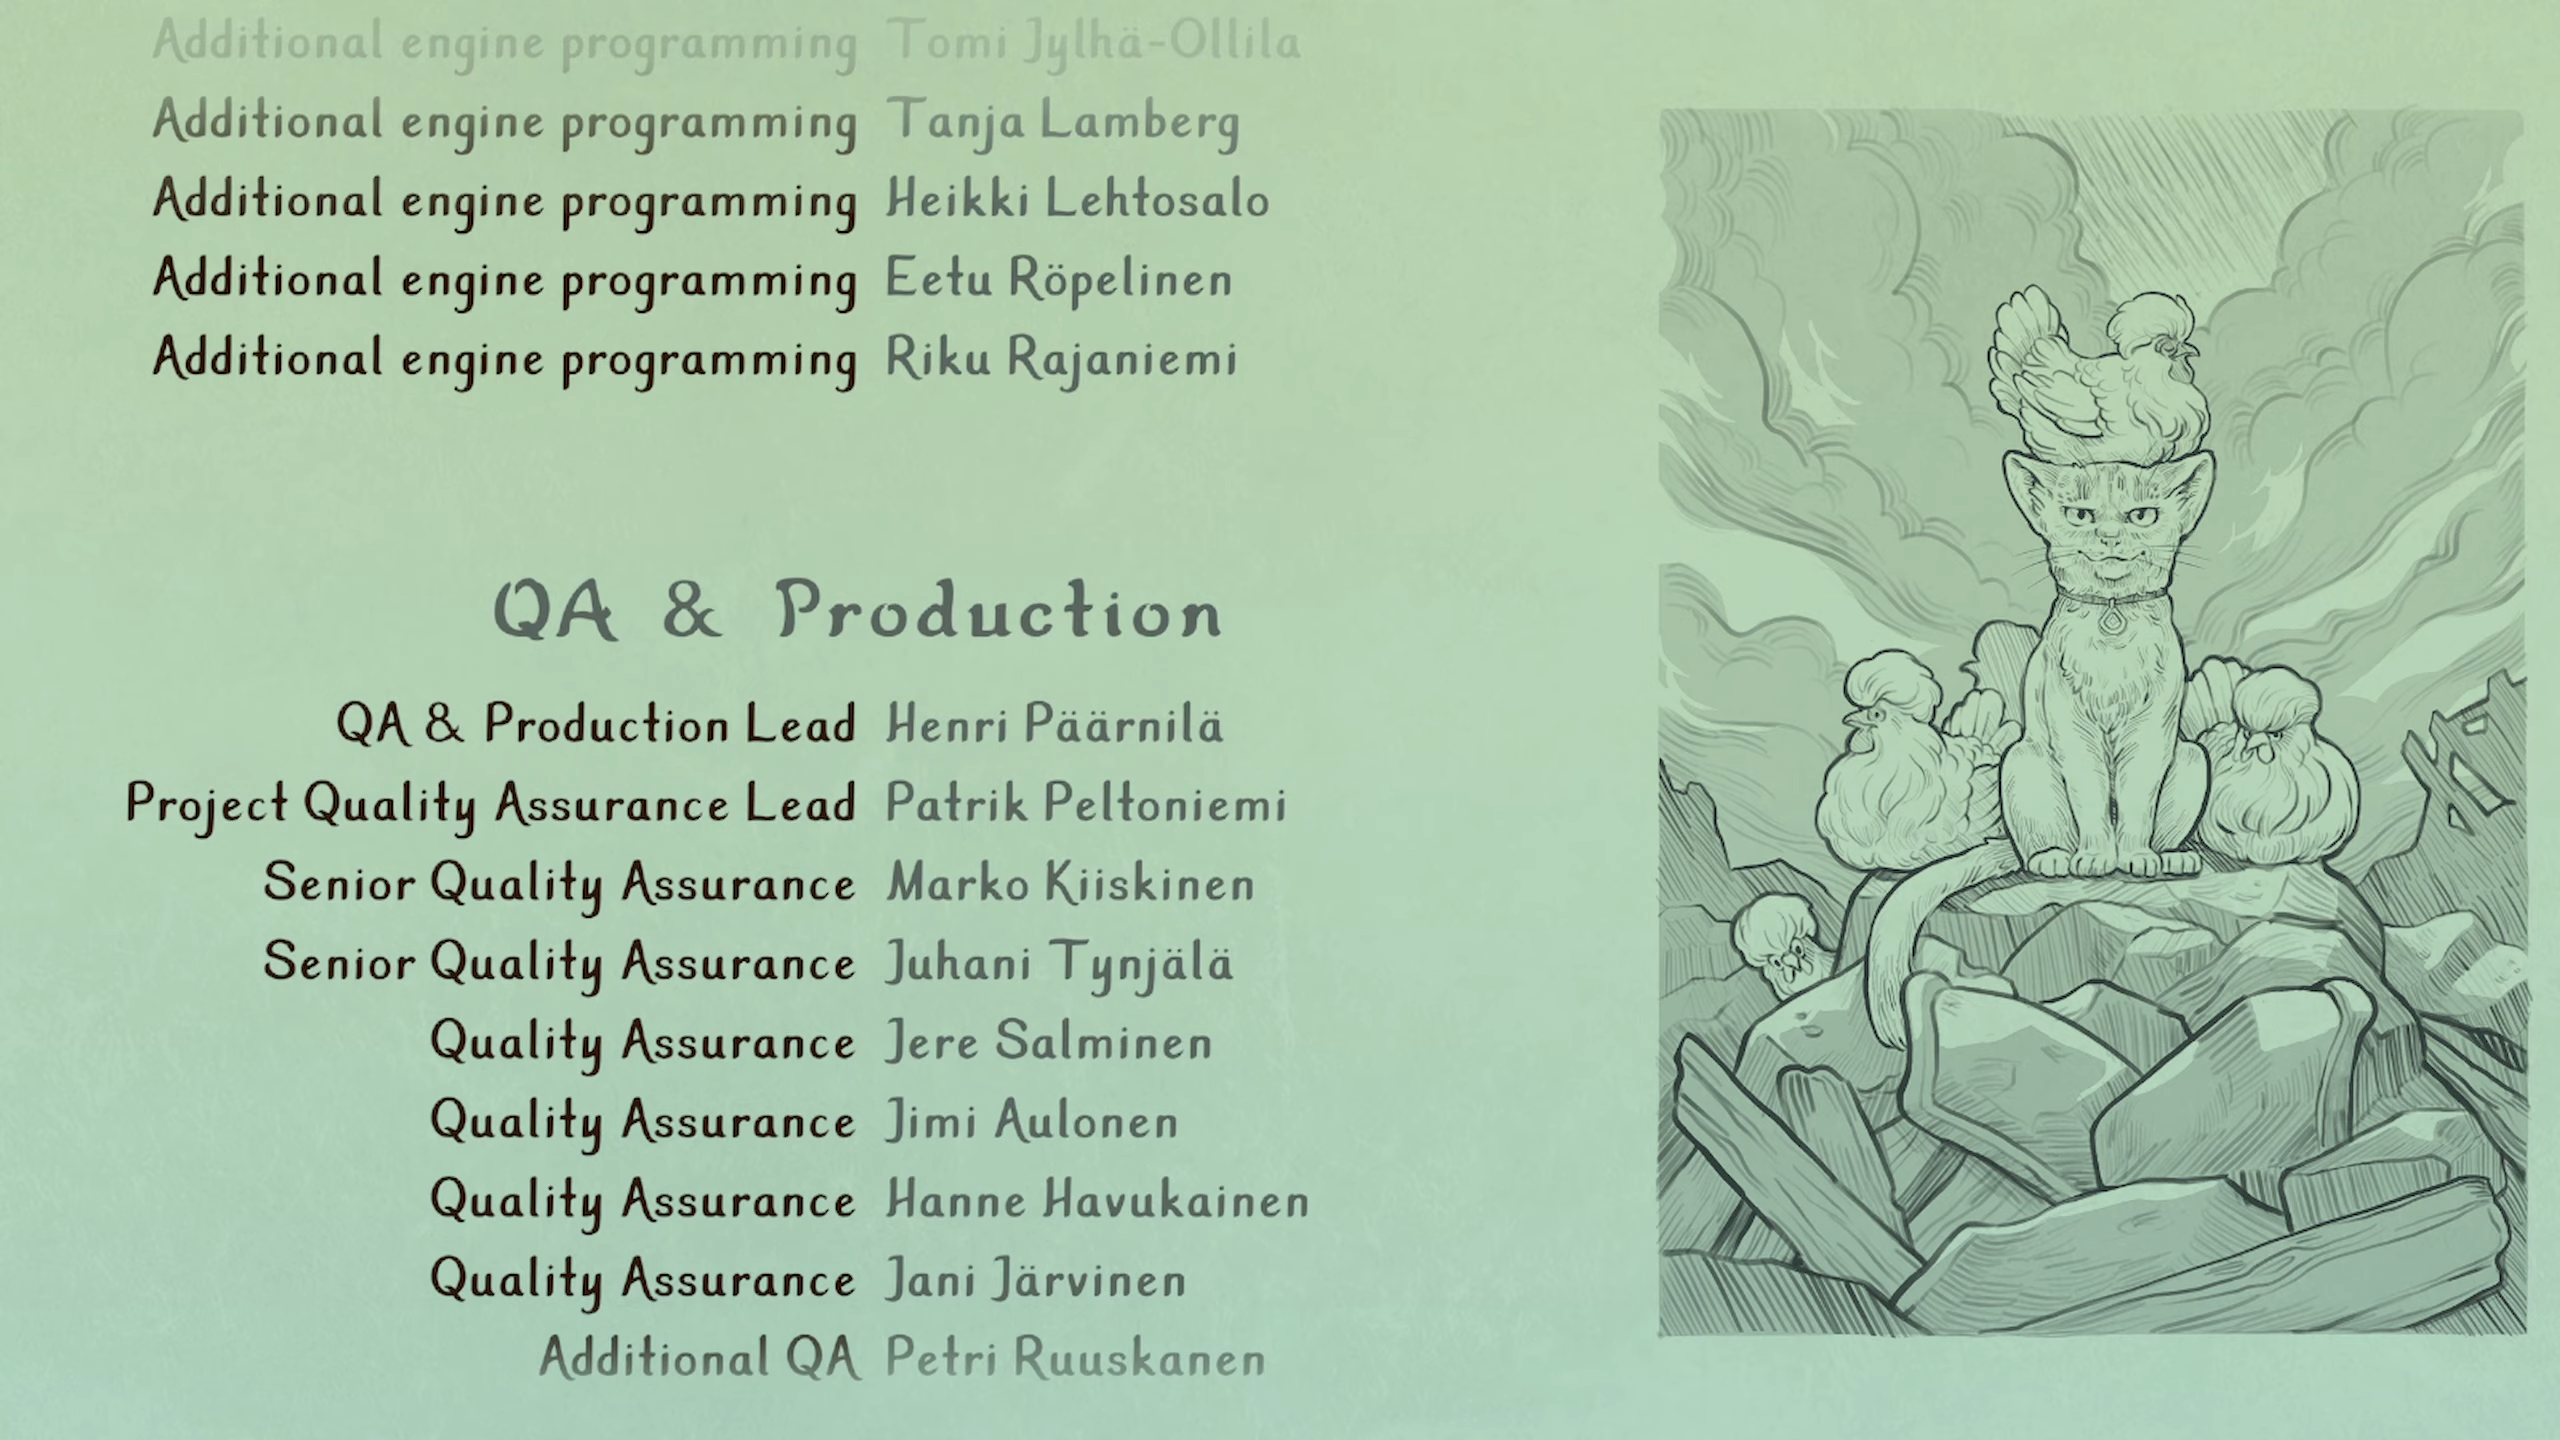 Additional engine programming Tomi Jylhä-Ollila
Additional engine programming Tanja Lamberg
Additional engine programming Heikki Lehtosalo
Additional engine programming Eetu Röpelinen
Additional engine programming Riku Rajaniemi
QA & Production
QA & Production Lead Henri Päärnilä
Project Quality Assurance Lead Patrik Peltoniemi
Senior Quality Assurance Marko Kiiskinen
Senior Quality Assurance Juhani Tynjälä
Quality Assurance Jere Salminen
Quality Assurance Jimi Aulonen
Quality Assurance Hanne Havukainen
Quality Assurance Jani Järvinen
Additional QA Petri Ruuskanen